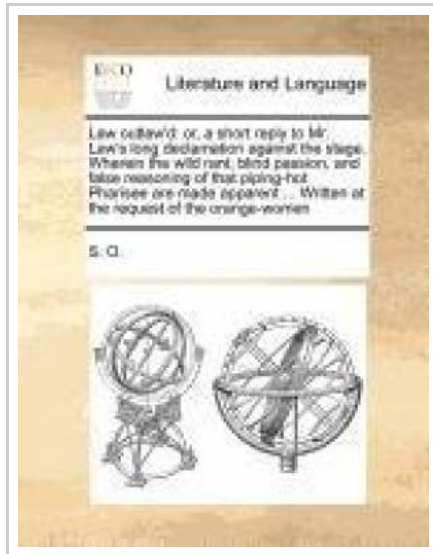 ECCO
Literature and Language
Law outlaw'd: or, a short reply to Mr.
Law's long declamation against the stage.
Wherein the wild rant, blind passion, and
false reasoning of that piping-hot
Pharisee are made apparent ... Written at
the request of the orange-women